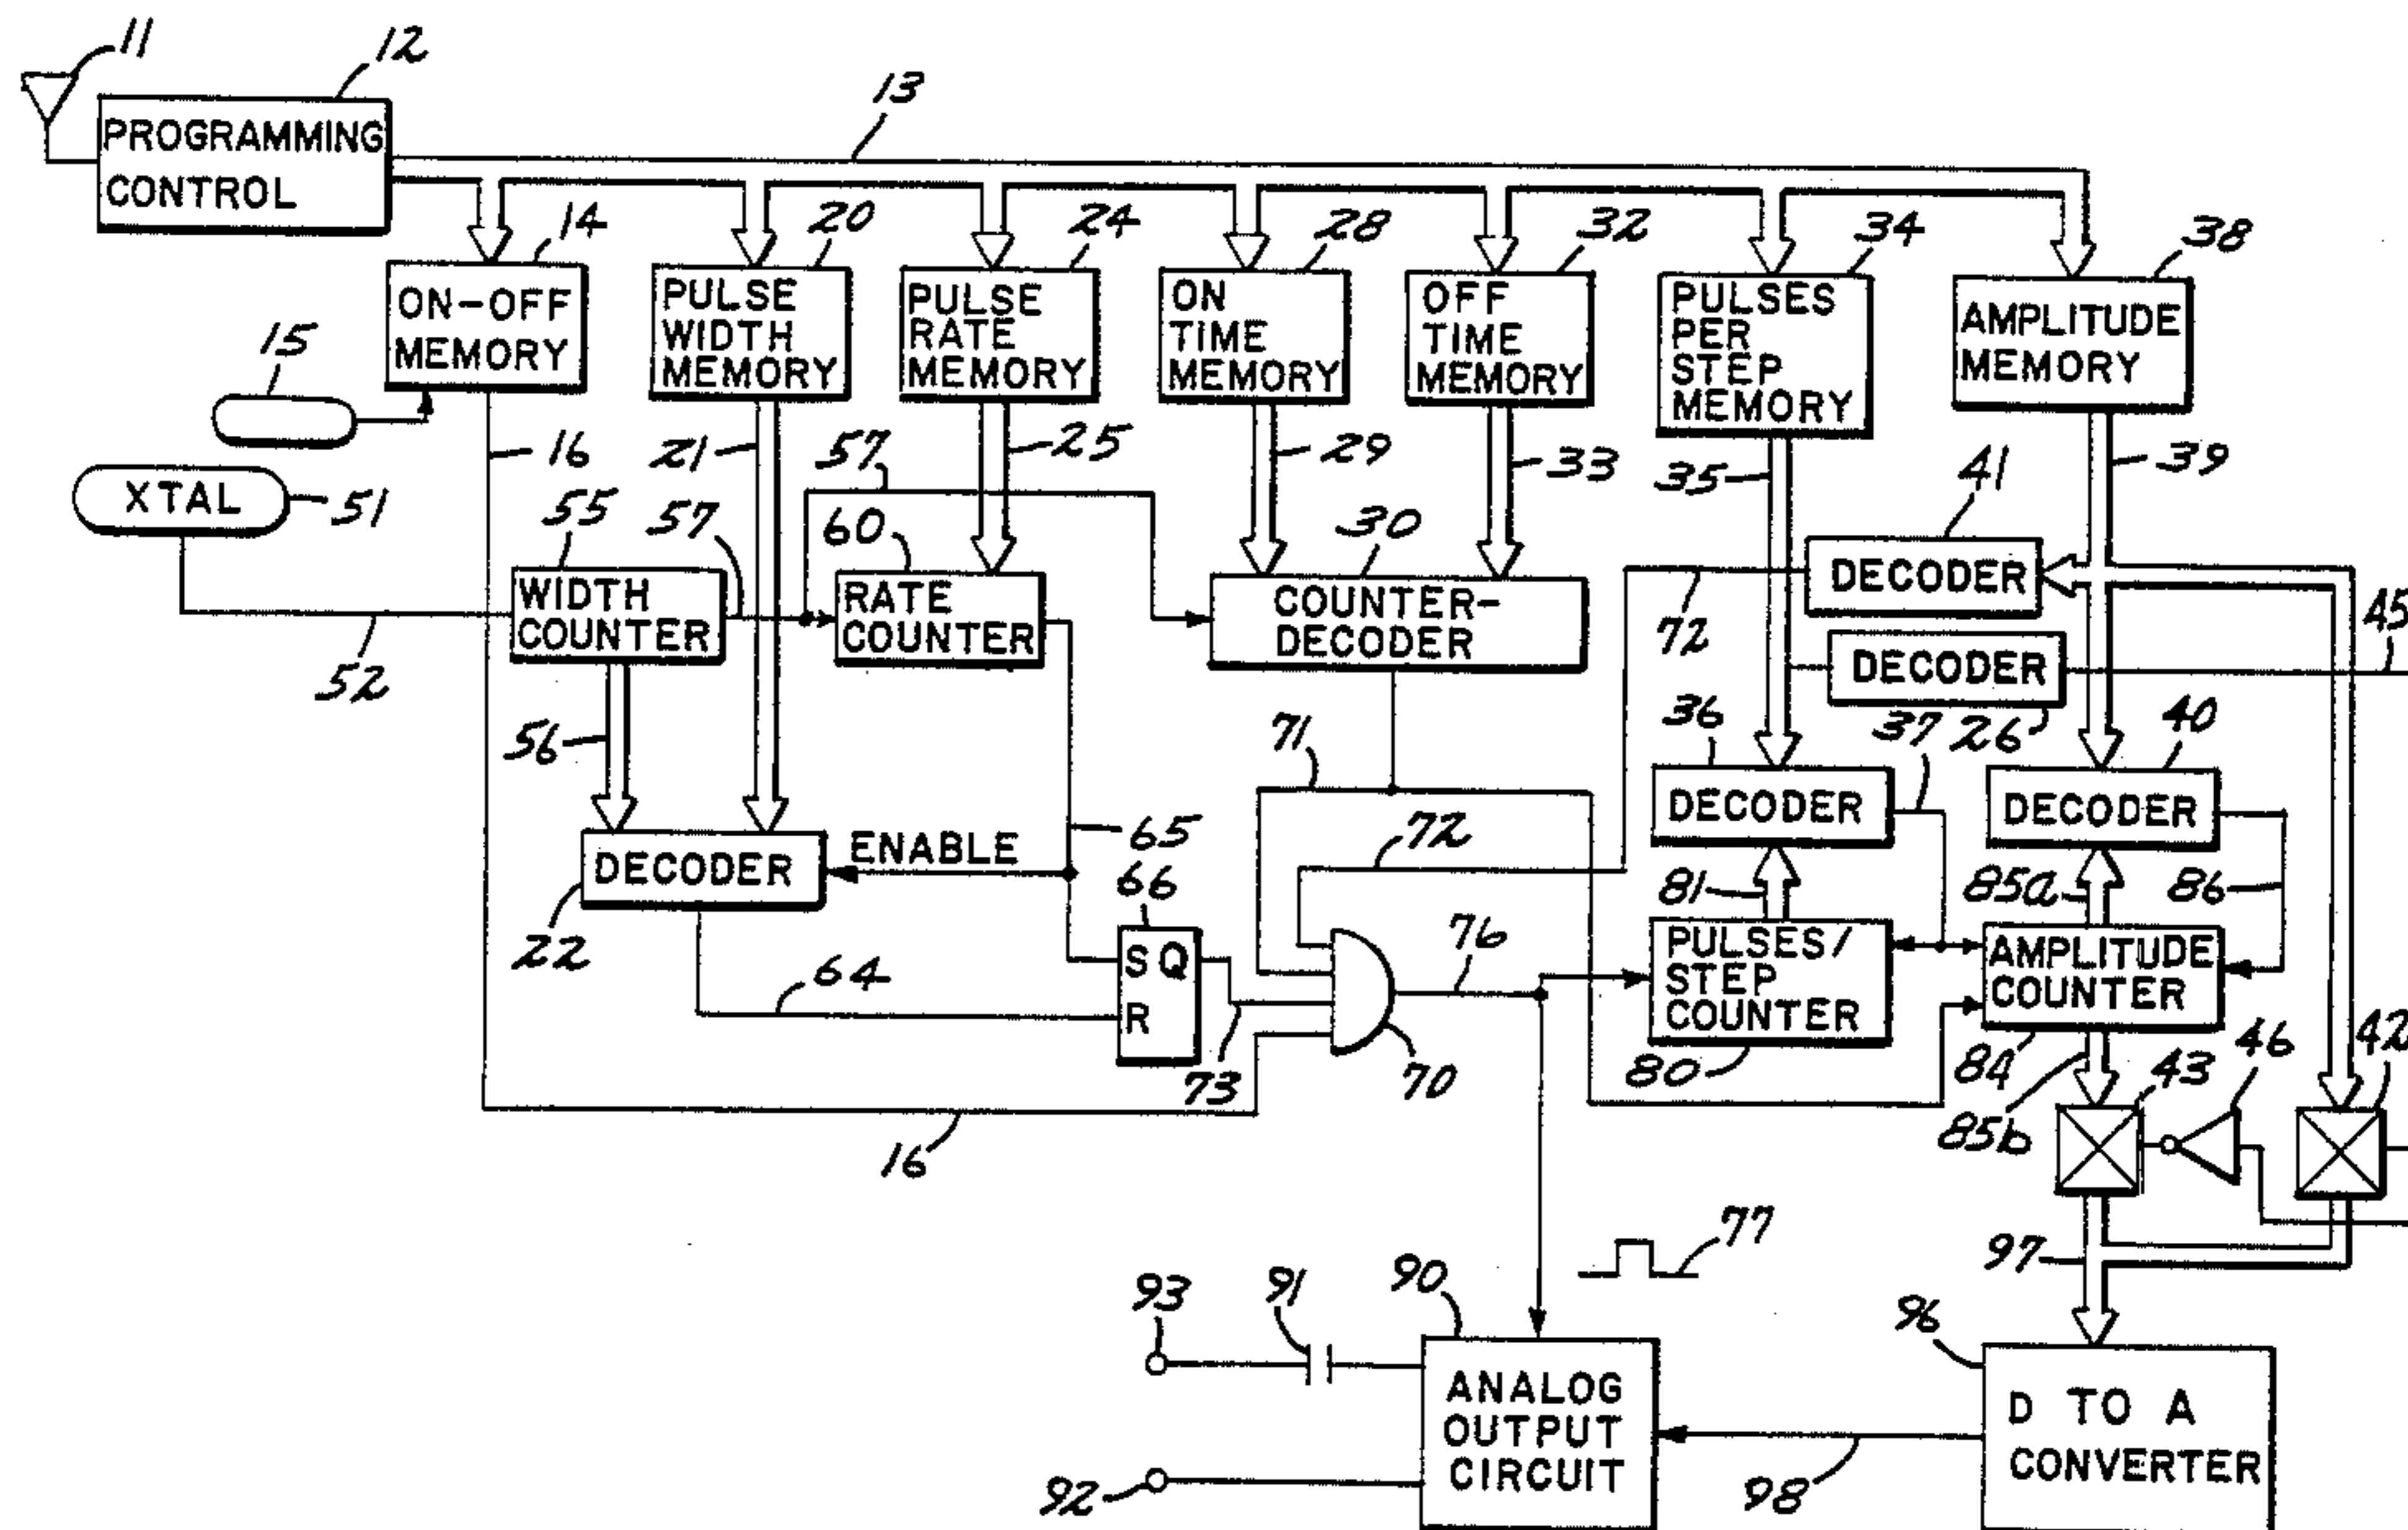 11
12
13
PROGRAMMING
CONTROL
14
20
24
28
32
34
38
ON-OFF
MEMORY
PULSE
WIDTH
MEMORY
PULSE
RATE
MEMORY
ON
TIME
MEMORY
OFF
TIME
MEMORY
PULSES
PER
STEP
MEMORY
AMPLITUDE
MEMORY
15
16
21
57
25
29
33
35
41
39
XTAL
51
55
57
60
30
DECODER
45
WIDTH
COUNTER
RATE
COUNTER
COUNTER-
DECODER
72
DECODER
52
56
71
36
37
26
40
DECODER
DECODER
65
72
DECODER
ENABLE
66
81
85a
86
22
64
S Q
R
76
PULSES/
STEP
COUNTER
AMPLITUDE
COUNTER
73
70
80
84
43
46
42
85b
16
77
97
93
91
90
96
ANALOG
OUTPUT
CIRCUIT
D TO A
CONVERTER
92
98